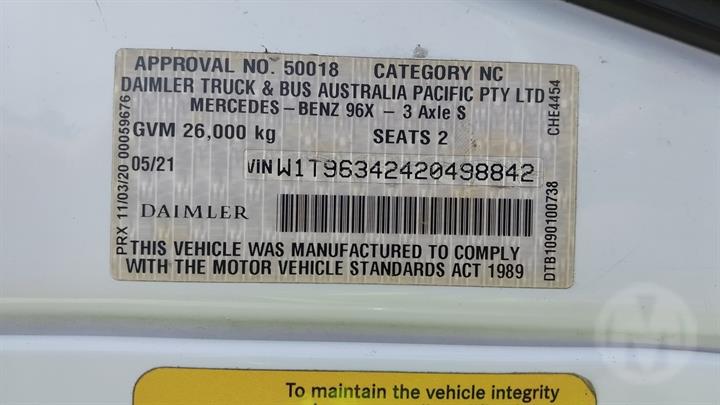 APPROVAL NO. 50018 CATEGORY NC
DAIMLER TRUCK & BUS AUSTRALIA PACIFIC PTY LTD
MERCEDES-BENZ 96X - 3 Axle S
GVM 26,000 kg SEATS 2
05/21 VIN W1T96342420498842
DAIMLER
THIS VEHICLE WAS MANUFACTURED TO COMPLY
WITH THE MOTOR VEHICLE STANDARDS ACT 1989
PRX 11/03/20 00059676
DTB1090100738 CHE4454
To maintain the vehicle integrity